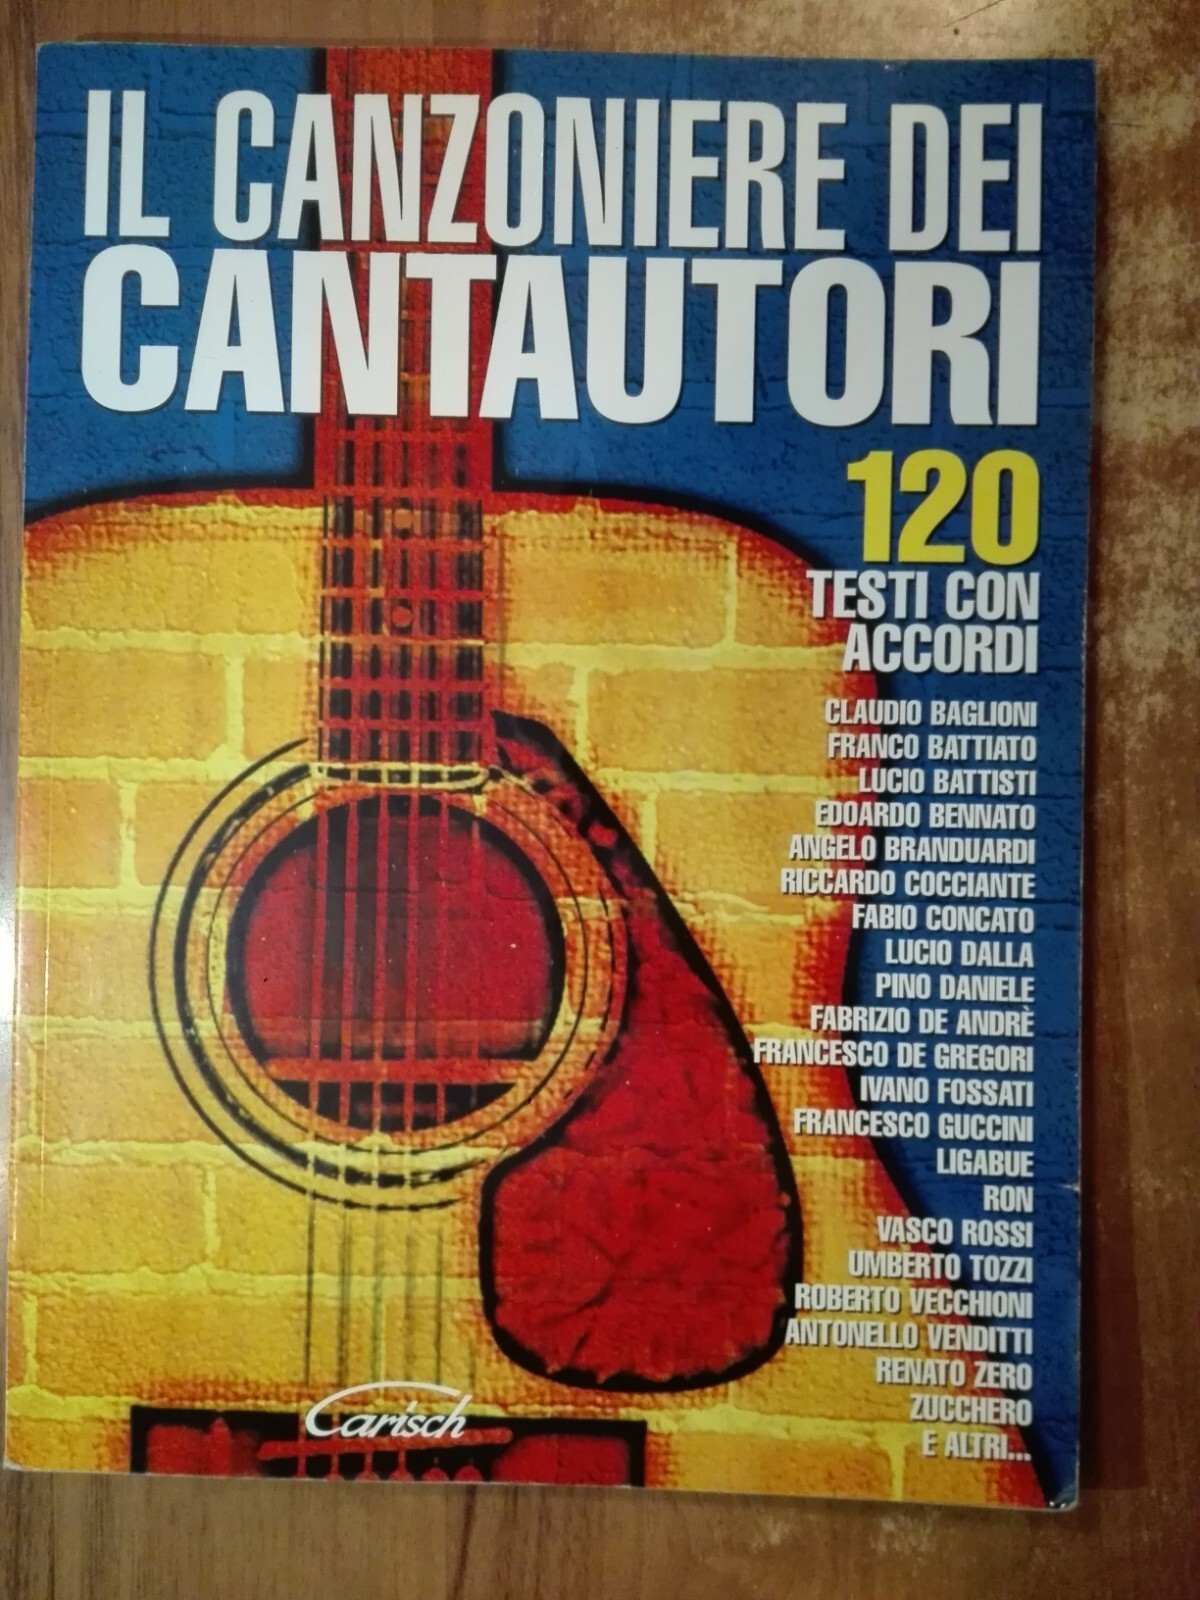 IL CANZONIERE DEI
CANTAUTORI
120
TESTI CON
ACCORDI
CLAUDIO BAGLIONI
FRANCO BATTIATO
LUCIO BATTISTI
EDOARDO BENNATO
ANGELO BRANDUARDI
RICCARDO COCCIANTE
FABIO CONCATO
LUCIO DALLA
PINO DANIELE
FABRIZIO DE ANDRÈ
FRANCESCO DE GREGORI
IVANO FOSSATI
FRANCESCO GUCCINI
LIGABUE
RON
VASCO ROSSI
UMBERTO TOZZI
ROBERTO VECCHIONI
ANTONELLO VENDITTI
RENATO ZERO
ZUCCHERO
E ALTRI...
Carisch